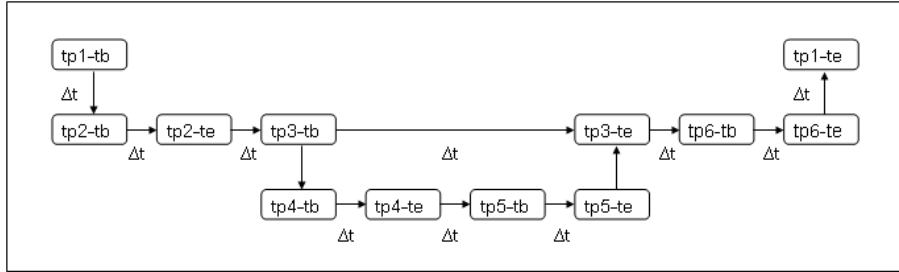 tp1-tb
tp1-te
Δt
Δt
tp2-tb
tp2-te
tp3-tb
tp3-te
tp6-tb
tp6-te
Δt
Δt
Δt
Δt
Δt
tp4-tb
tp4-te
tp5-tb
tp5-te
Δt
Δt
Δt